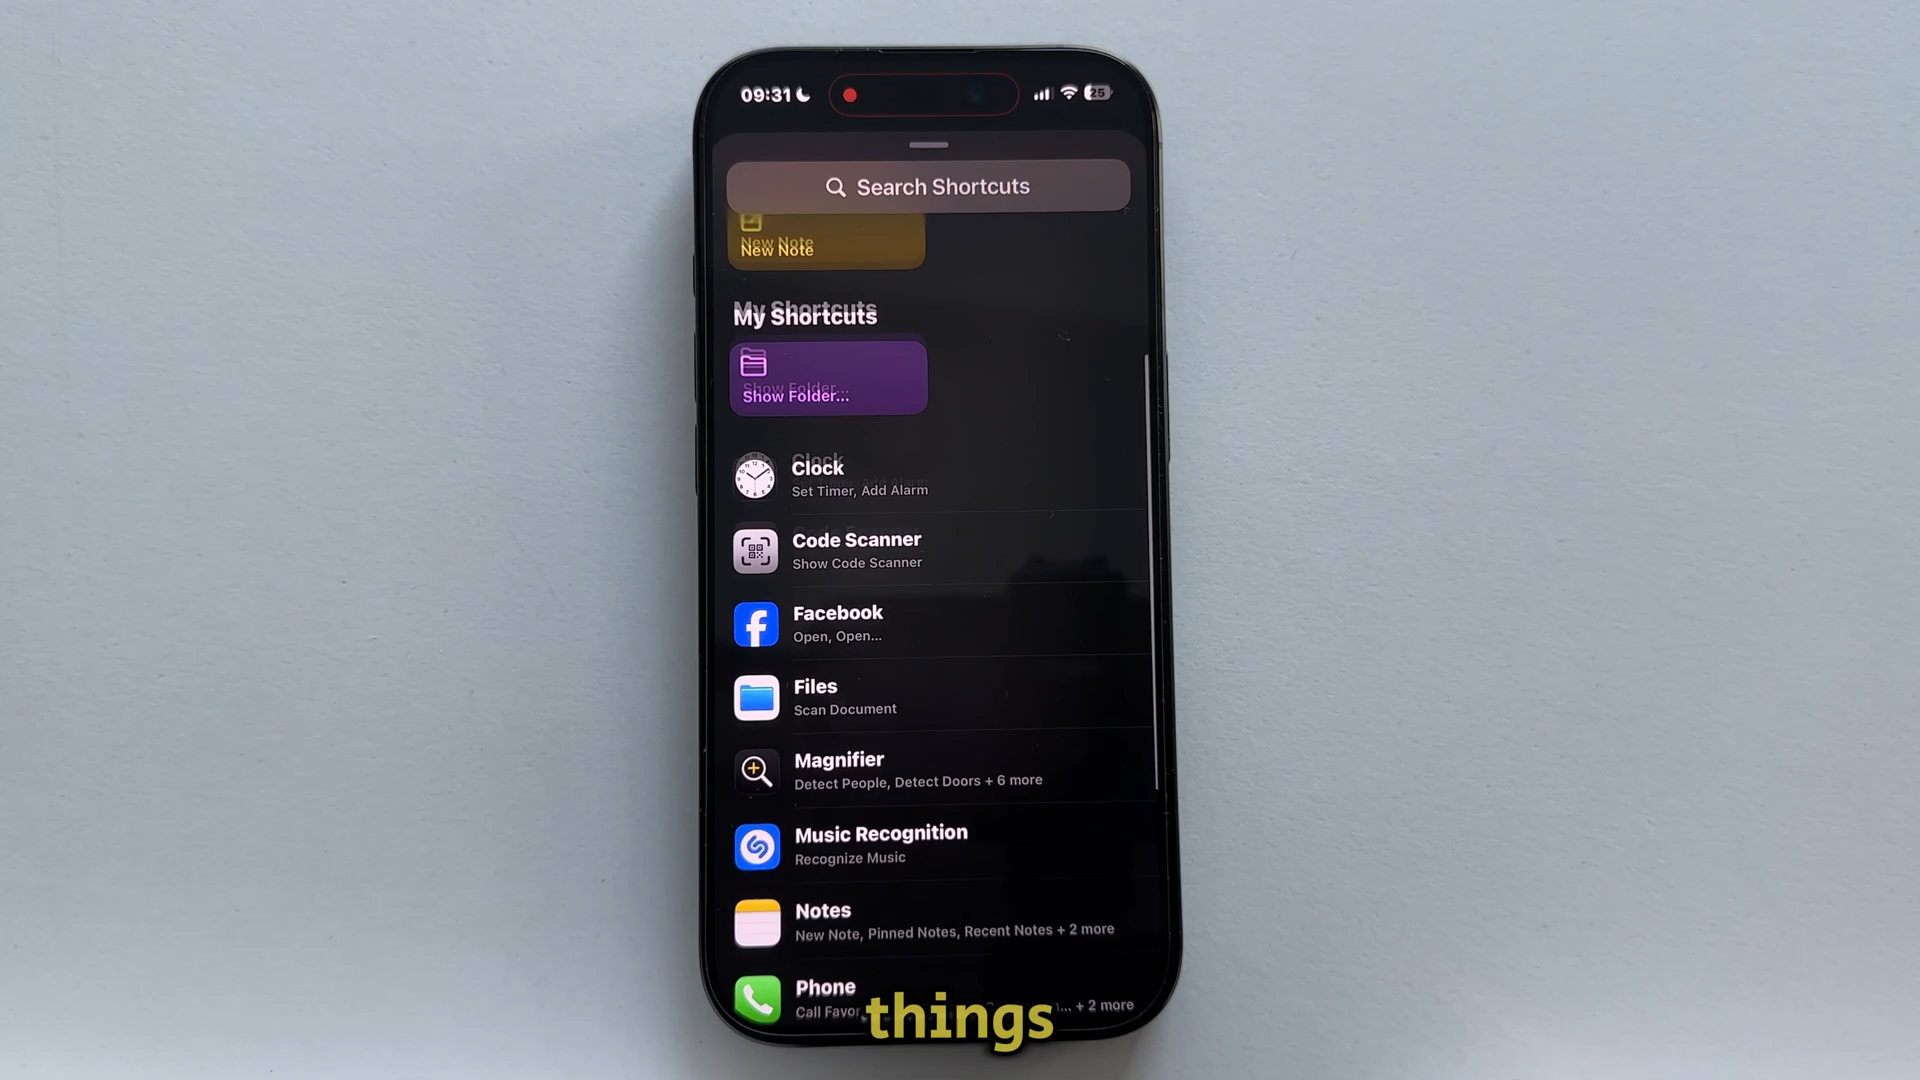 09:31
25
Search Shortcuts
New Note
My Shortcuts
Show Folder...
Clock
Set Timer, Add Alarm
Code Scanner
Show Code Scanner
Facebook
Open, Open...
Files
Scan Document
Magnifier
Detect People, Detect Doors + 6 more
Music Recognition
Recognize Music
Notes
New Note, Pinned Notes, Recent Notes + 2 more
Phone
Call Favor ... + 2 more
things